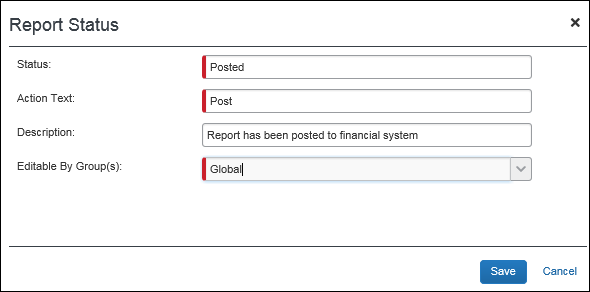 Report Status
Status: Posted
Action Text: Post
Description: Report has been posted to financial system
Editable By Group(s): Global
Save Cancel